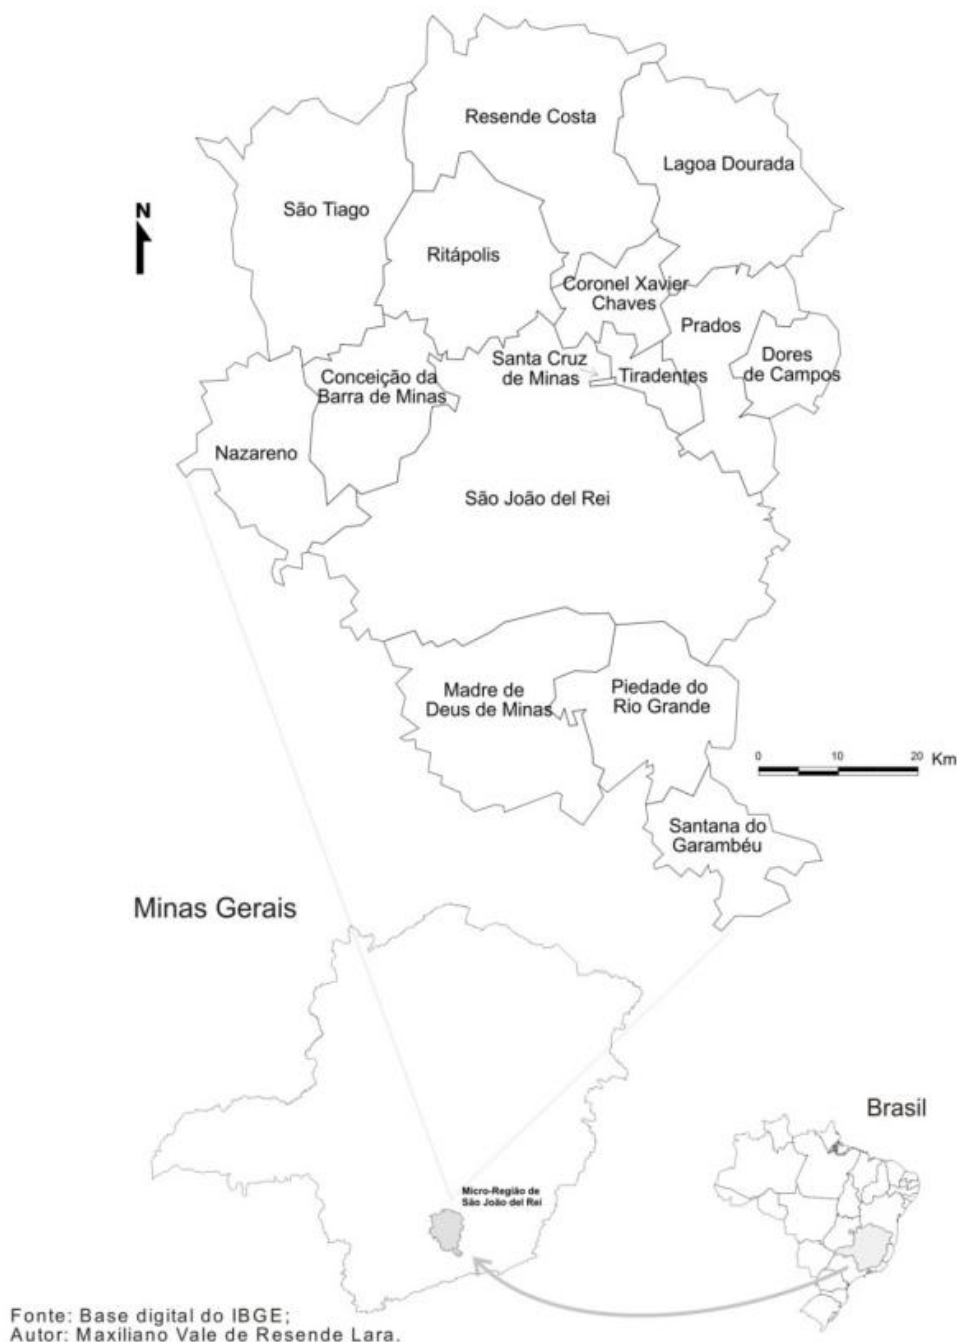 Resende Costa
Lagoa Dourada
N
São Tiago
Ritápolis
Coronel Xavier
Chaves
Prados
Santa Cruz
de Minas
Tiradentes
Dores
de Campos
Conceição da
Barra de Minas
Nazareno
São João del Rei
Madre de
Deus de Minas
Piedade do
Rio Grande
0 10 20 Km
Santana do
Garambéu
Minas Gerais
Brasil
Micro-Região de
São João del Rei
Fonte: Base digital do IBGE;
Autor: Maxiliano Vale de Resende Lara.